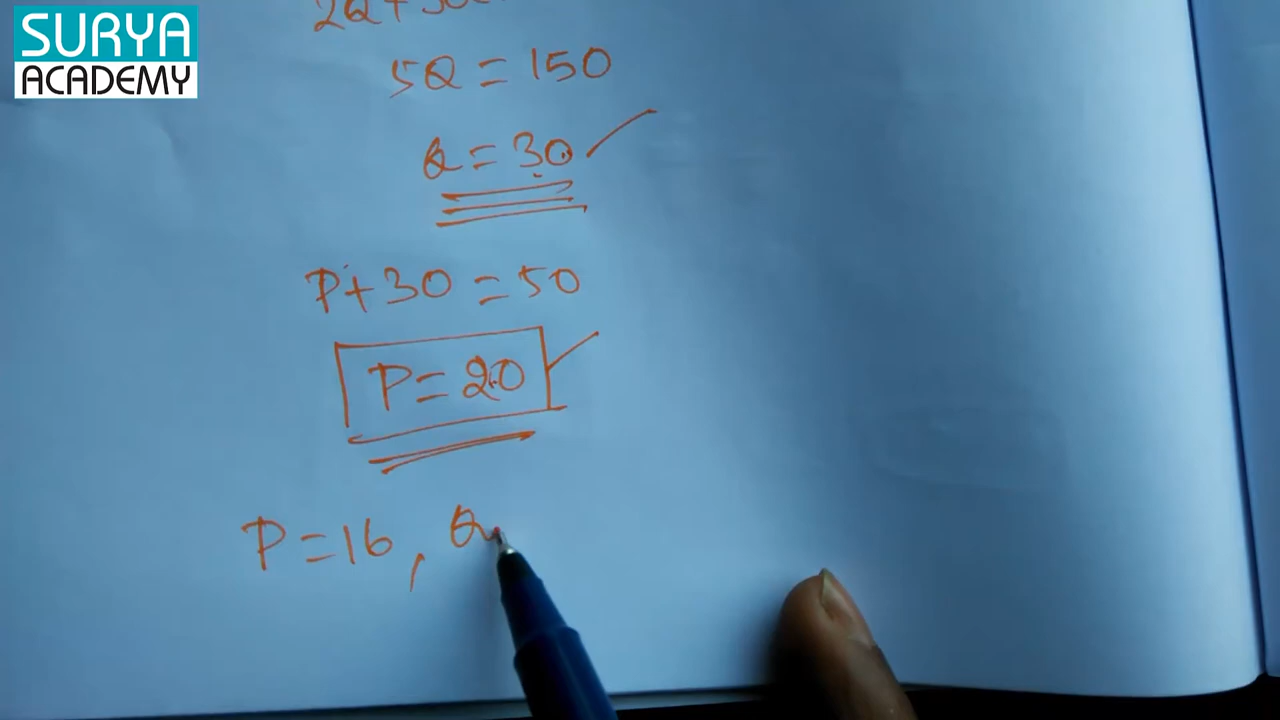 SURYA
ACADEMY
5Q = 150
Q = 30
P + 30 = 50
P = 20
P = 16, Q